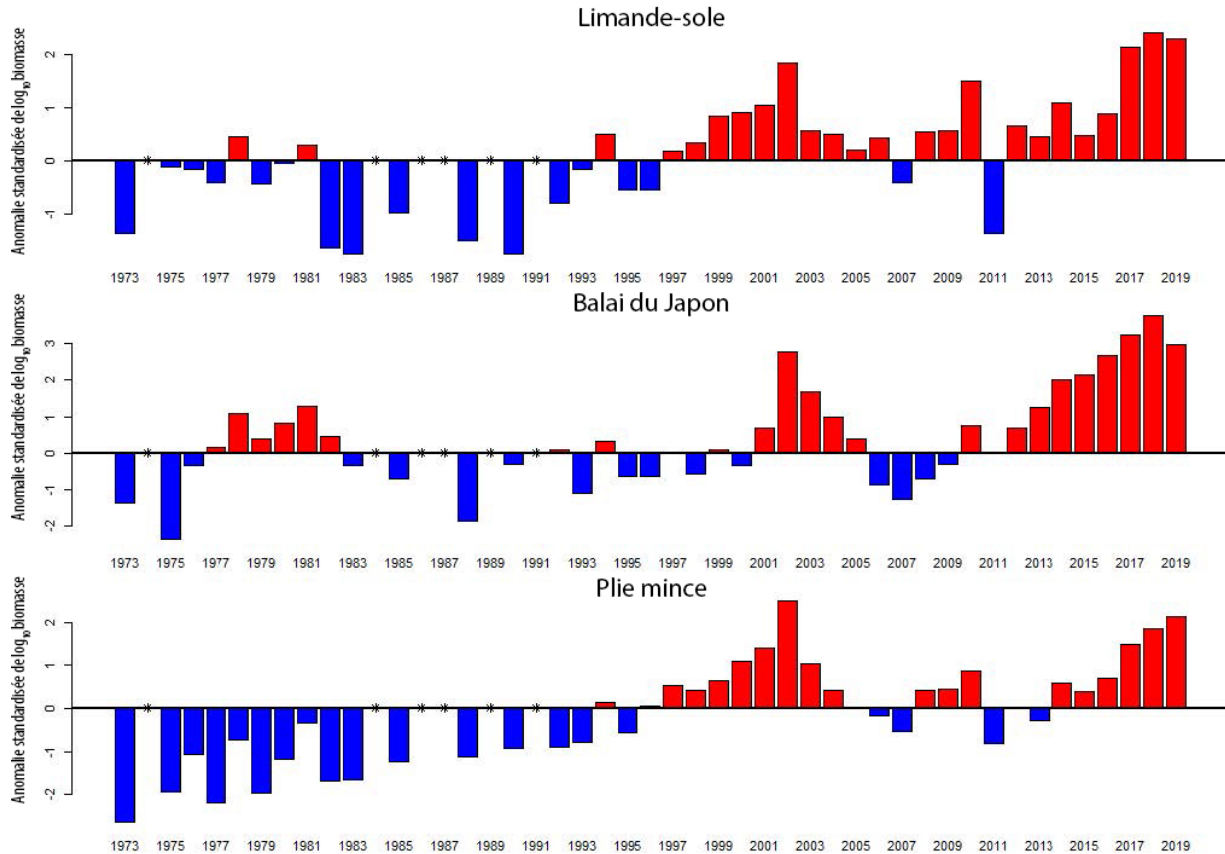 Limande-sole
Anomalie standardisée de log10 biomasse
2
1
0
-1
* * * * * *
1973 1975 1977 1979 1981 1983 1985 1987 1989 1991 1993 1995 1997 1999 2001 2003 2005 2007 2009 2011 2013 2015 2017 2019
Balai du Japon
Anomalie standardisée de log10 biomasse
3
2
1
0
-1
-2
* * * * * *
1973 1975 1977 1979 1981 1983 1985 1987 1989 1991 1993 1995 1997 1999 2001 2003 2005 2007 2009 2011 2013 2015 2017 2019
Plie mince
Anomalie standardisée de log10 biomasse
2
1
0
-1
-2
* * * * * *
1973 1975 1977 1979 1981 1983 1985 1987 1989 1991 1993 1995 1997 1999 2001 2003 2005 2007 2009 2011 2013 2015 2017 2019